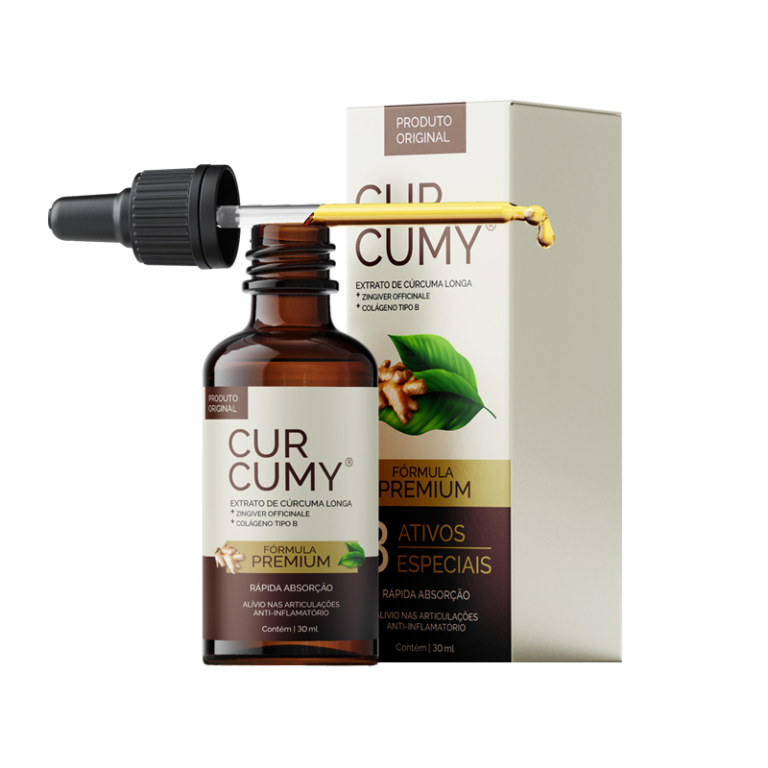 PRODUTO
ORIGINAL
CUR
CUMY®
EXTRATO DE CÚRCUMA LONGA
+ ZINGIVER OFFICINALE
+ COLÁGENO TIPO B
FÓRMULA
PREMIUM
ATIVOS
ESPECIAIS
RÁPIDA ABSORÇÃO
ALÍVIO NAS ARTICULAÇÕES
ANTI-INFLAMATÓRIO
Contém | 30 ml
PRODUTO
ORGINAL
CUR
CUMY®
EXTRATO DE CÚRCUMA LONGA
+ ZINGIVER OFFICINALE
+ COLÁGENO TIPO B
FÓRMULA
PREMIUM
RÁPIDA ABSORÇÃO
ALÍVIO NAS ARTICULAÇÕES
ANTI-INFLAMATÓRIO
Contém | 30 ml